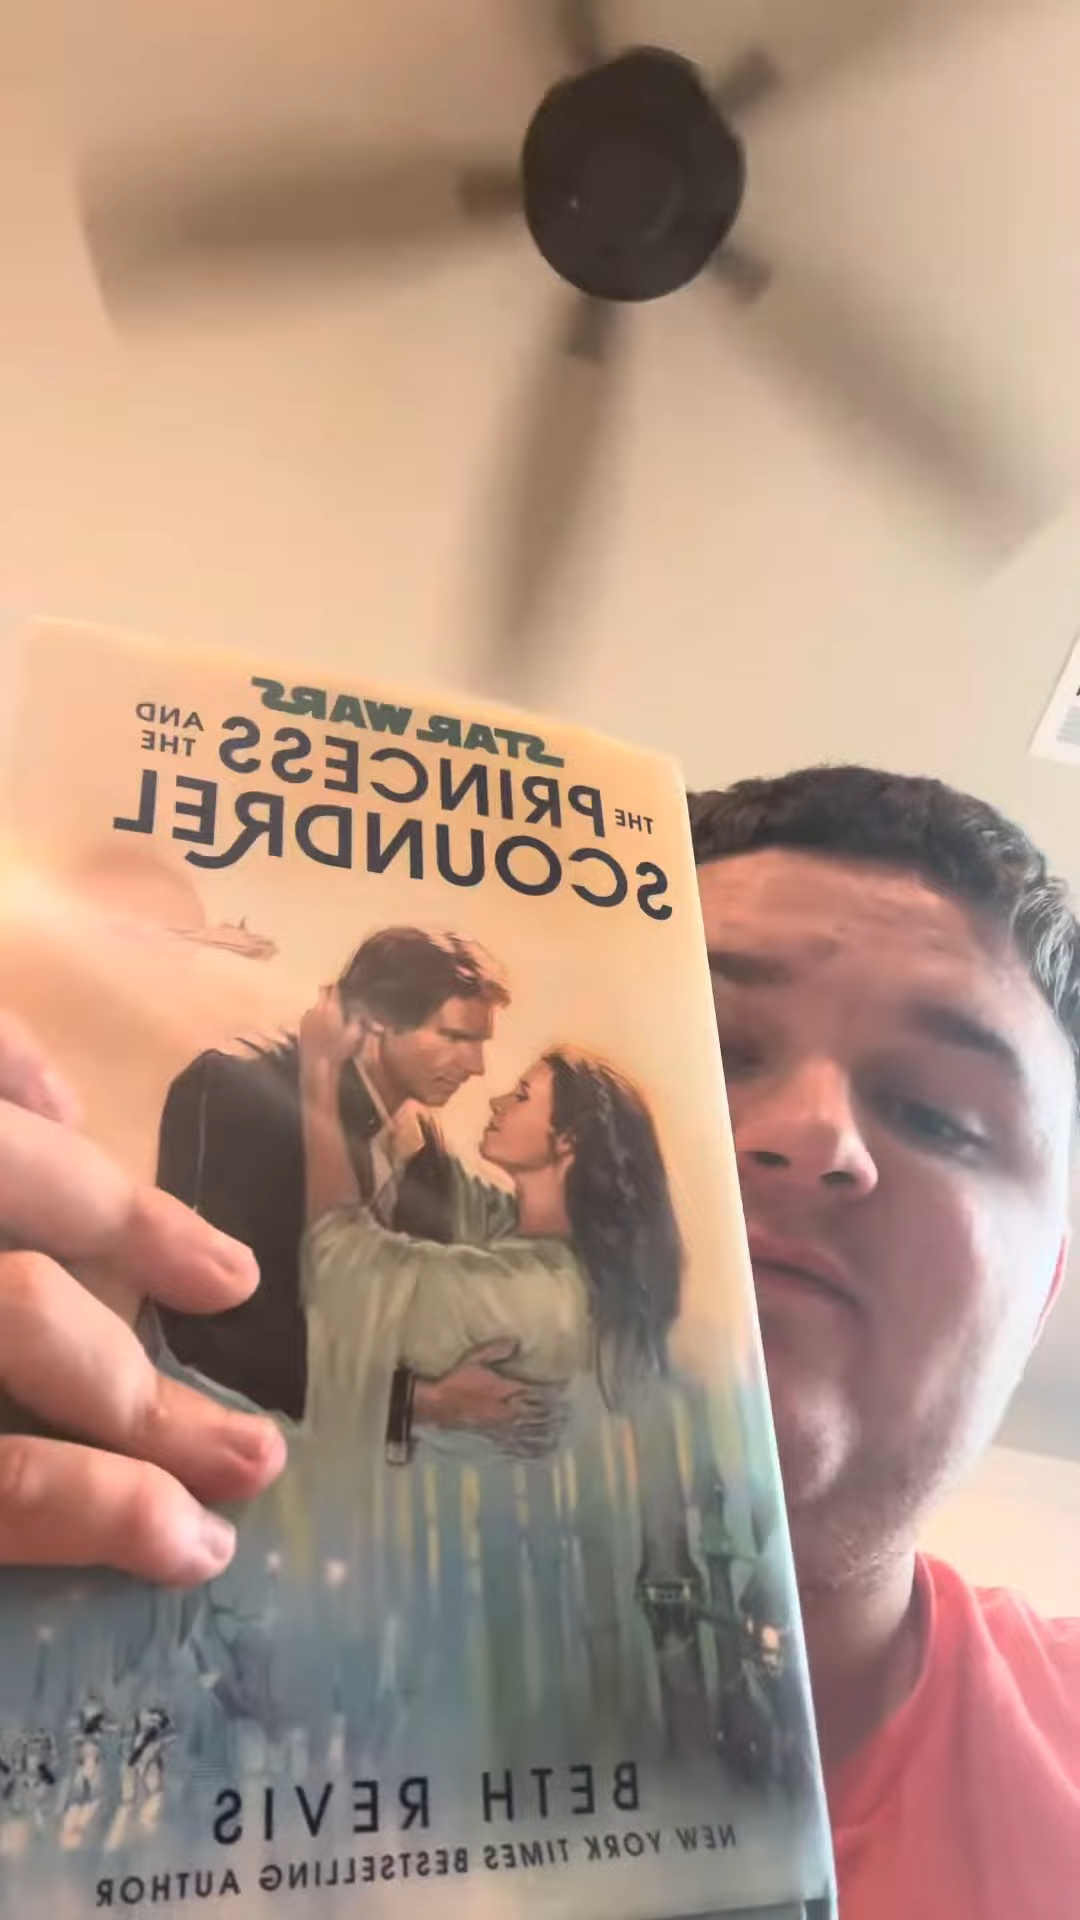 STAR WARS
THE PRINCESS AND THE
SCOUNDREL
BETH REVIS
NEW YORK TIMES BESTSELLING AUTHOR